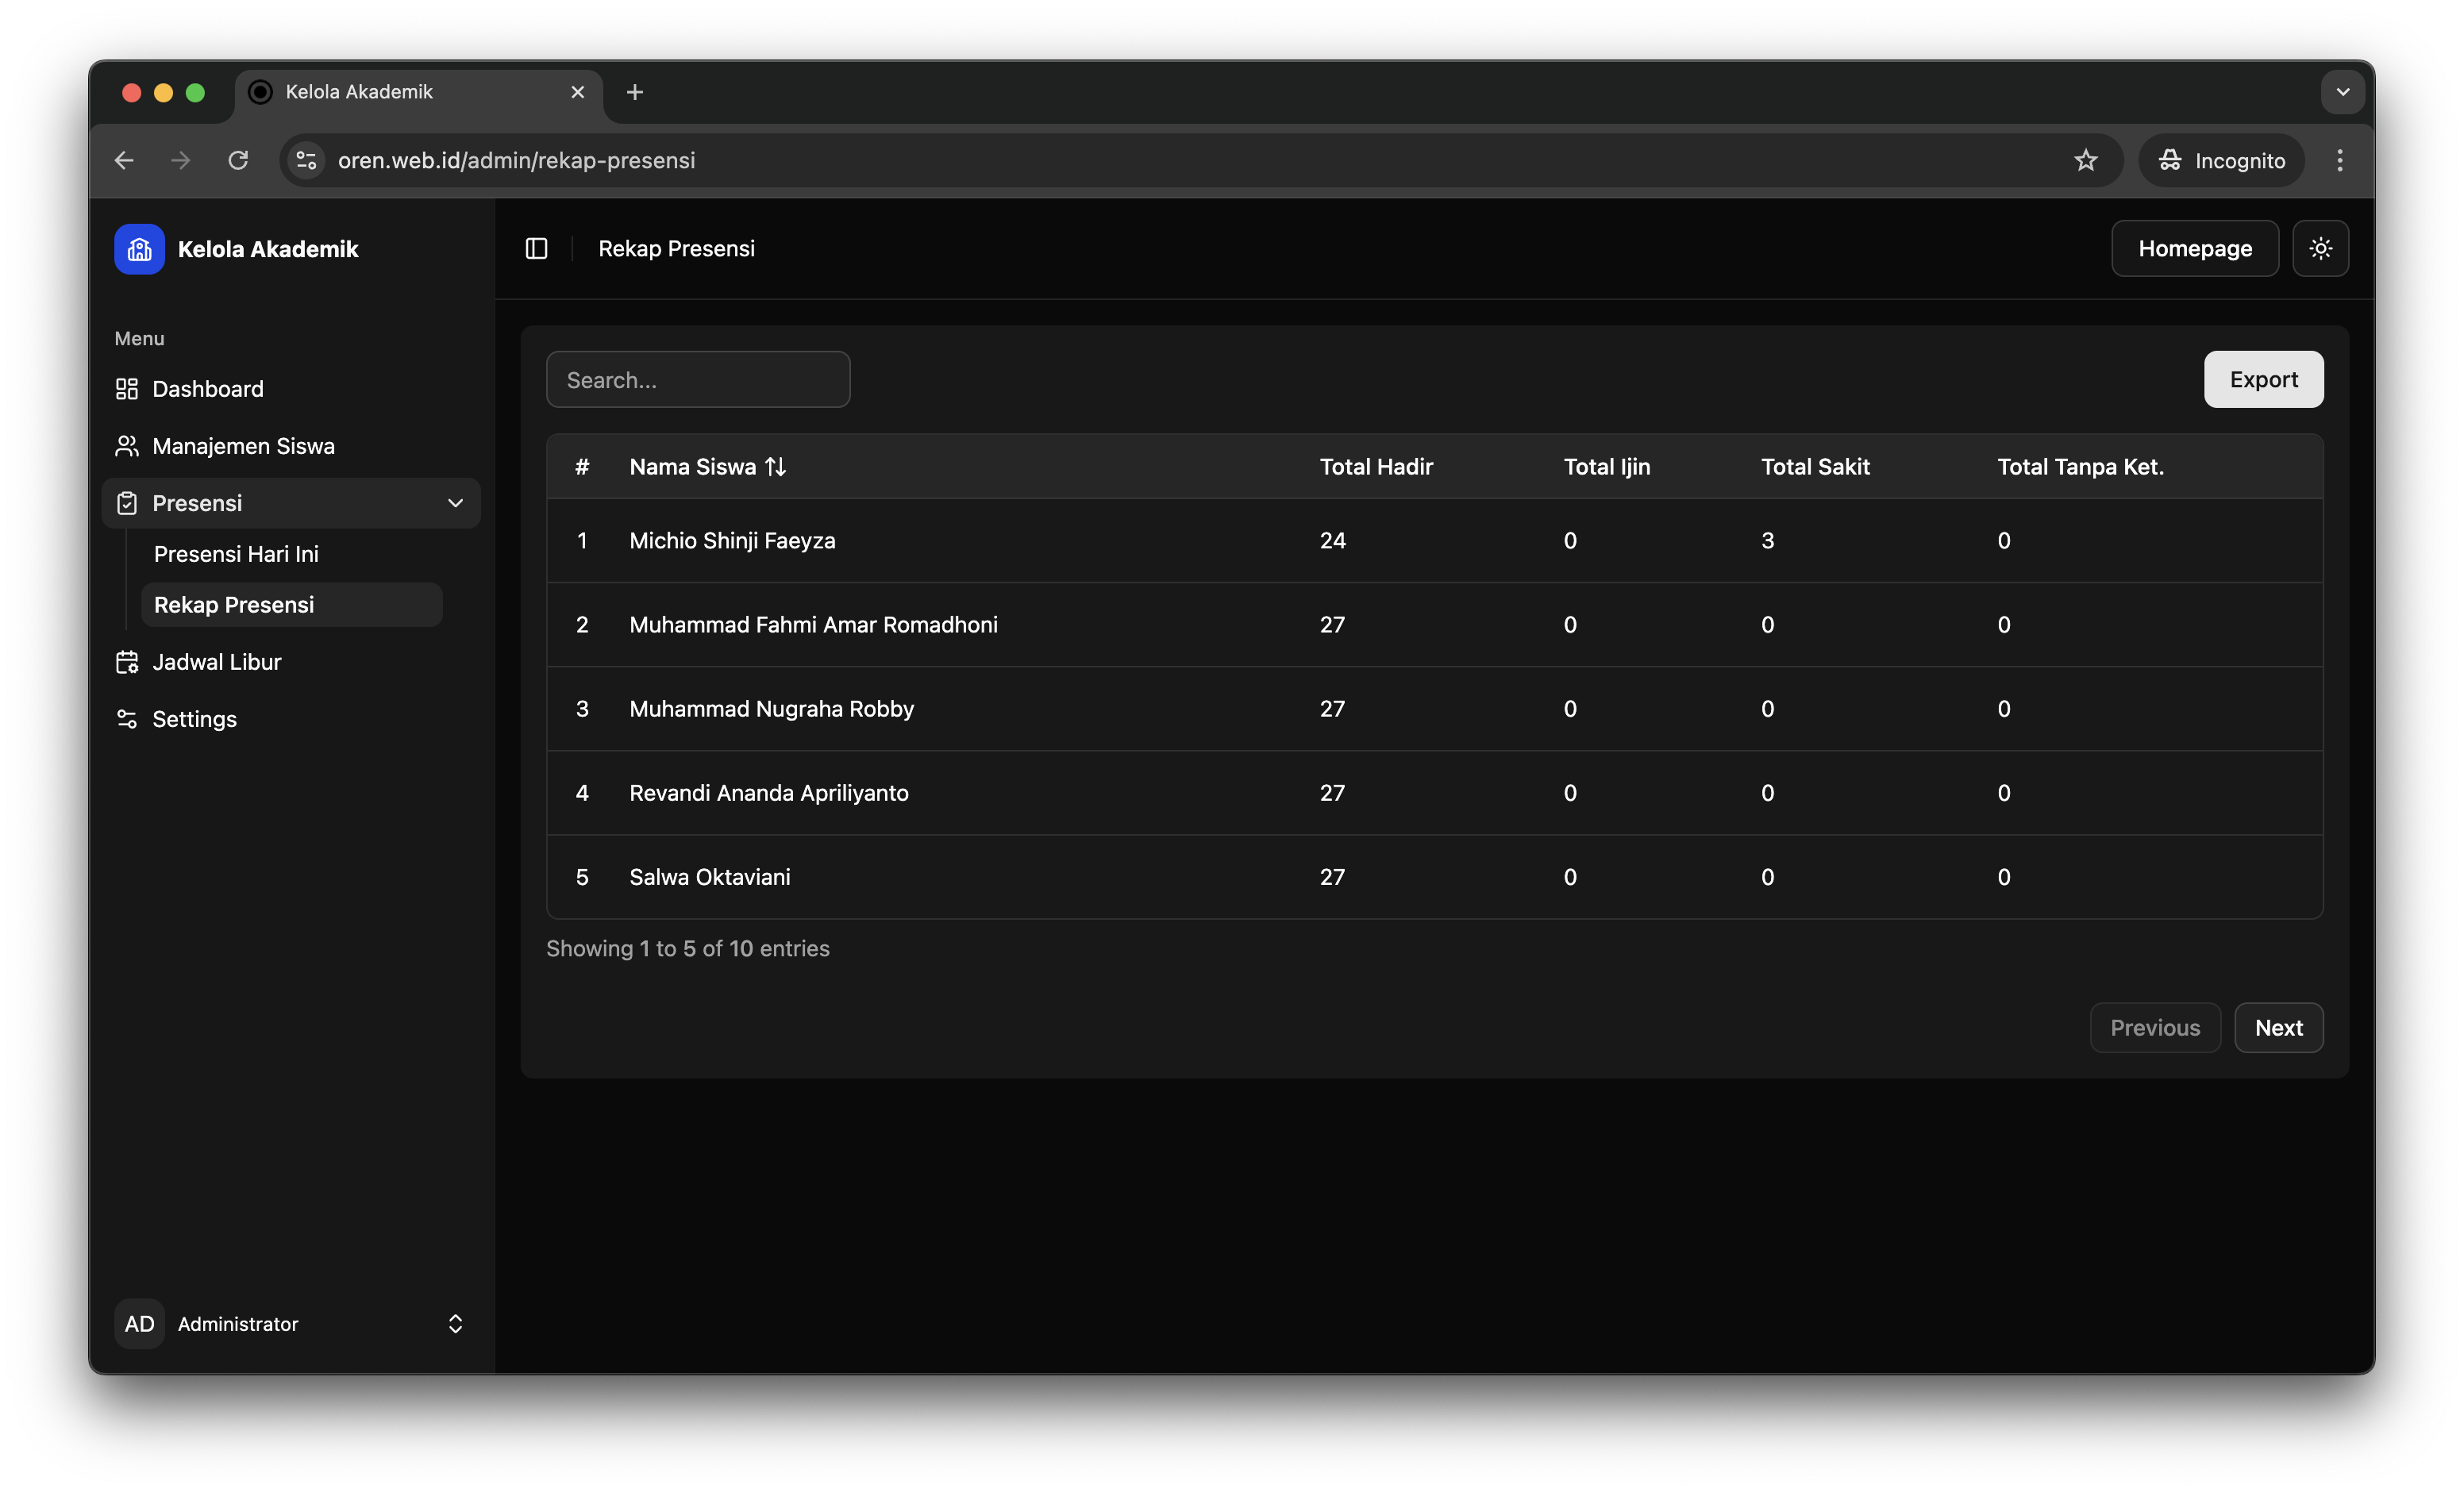 Kelola Akademik
oren.web.id/admin/rekap-presensi
Incognito
Kelola Akademik
Rekap Presensi
Homepage
Menu
Dashboard
Manajemen Siswa
Presensi
Presensi Hari Ini
Rekap Presensi
Jadwal Libur
Settings
AD Administrator
Search...
Export
# Nama Siswa Total Hadir Total Ijin Total Sakit Total Tanpa Ket.
1 Michio Shinji Faeyza 24 0 3 0
2 Muhammad Fahmi Amar Romadhoni 27 0 0 0
3 Muhammad Nugraha Robby 27 0 0 0
4 Revandi Ananda Apriliyanto 27 0 0 0
5 Salwa Oktaviani 27 0 0 0
Showing 1 to 5 of 10 entries
Previous Next